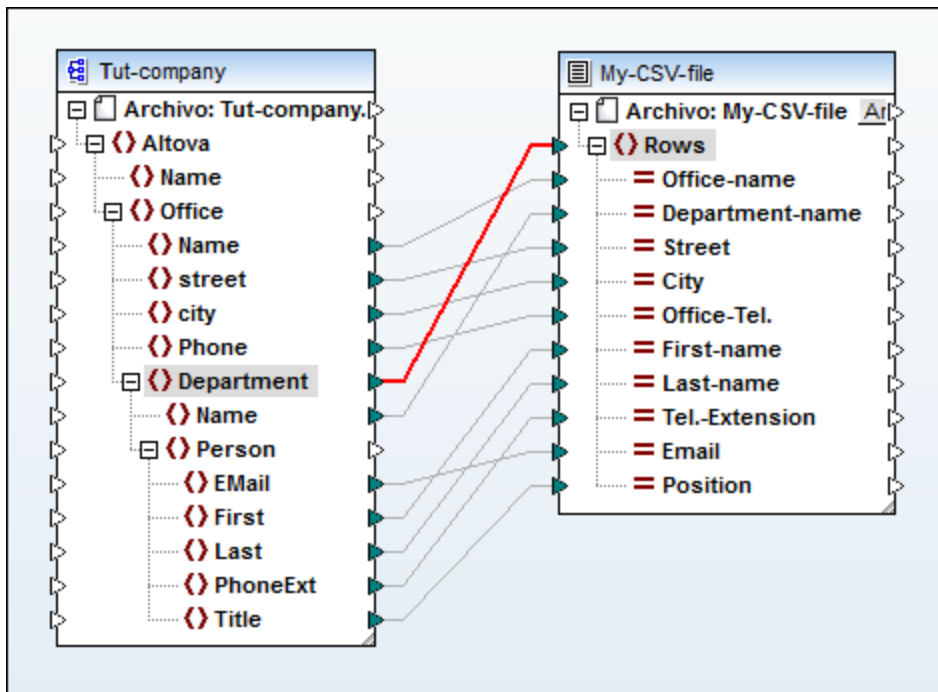 Tut-company
Archivo: Tut-company.
Altova
Name
Office
Name
street
city
Phone
Department
Name
Person
EMail
First
Last
PhoneExt
Title
My-CSV-file
Archivo: My-CSV-file Ar
Rows
Office-name
Department-name
Street
City
Office-Tel.
First-name
Last-name
Tel.-Extension
Email
Position